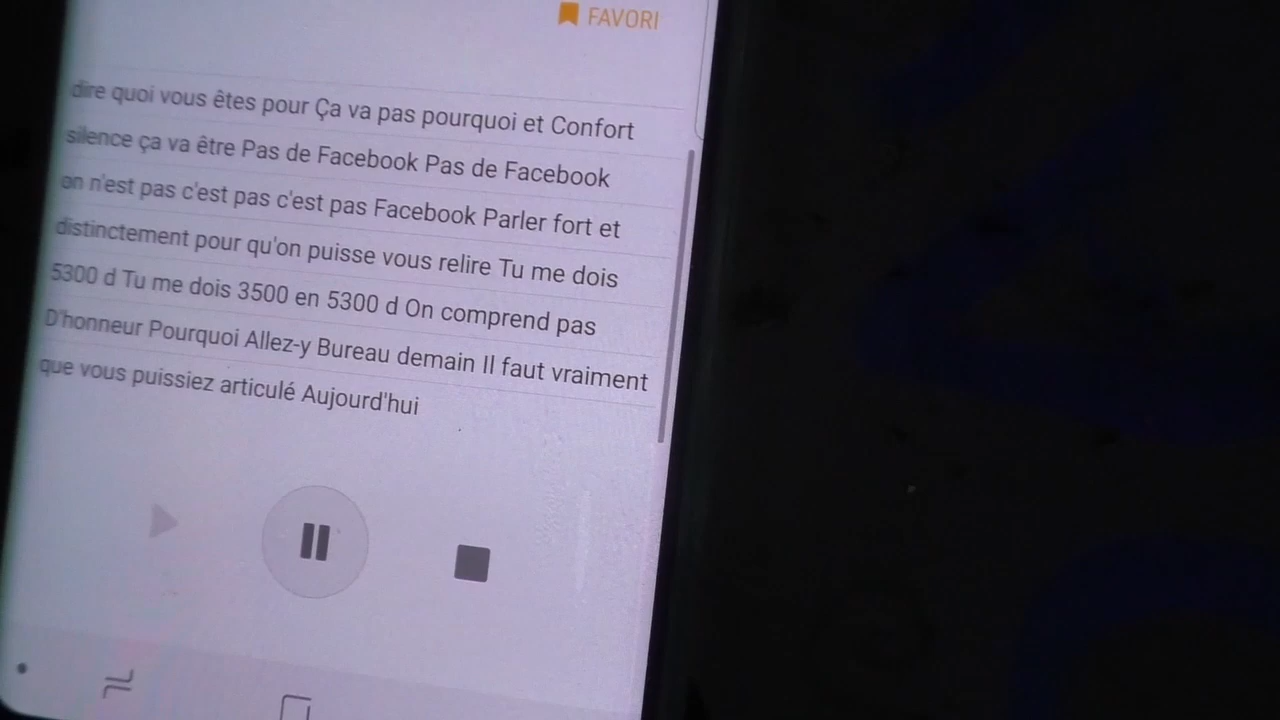 FAVORI
dire quoi vous êtes pour Ça va pas pourquoi et Confort
silence ça va être Pas de Facebook Pas de Facebook
on n'est pas c'est pas c'est pas Facebook Parler fort et
distinctement pour qu'on puisse vous relire Tu me dois
5300 d Tu me dois 3500 en 5300 d On comprend pas
D'honneur Pourquoi Allez-y Bureau demain Il faut vraiment
que vous puissiez articulé Aujourd'hui